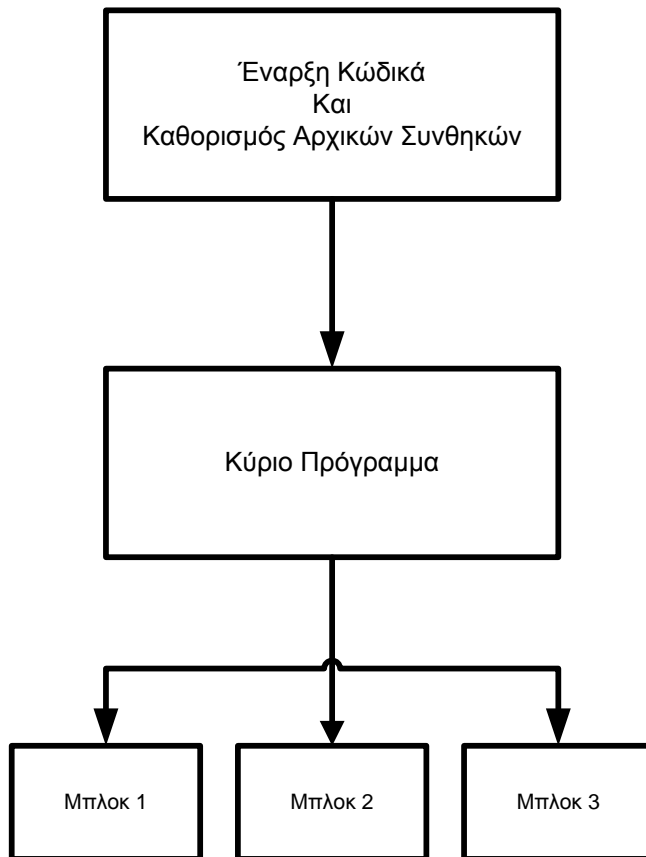 Έναρξη Κώδικά
Και
Καθορισμός Αρχικών Συνθηκών
Κύριο Πρόγραμμα
Μπλοκ 1
Μπλοκ 2
Μπλοκ 3